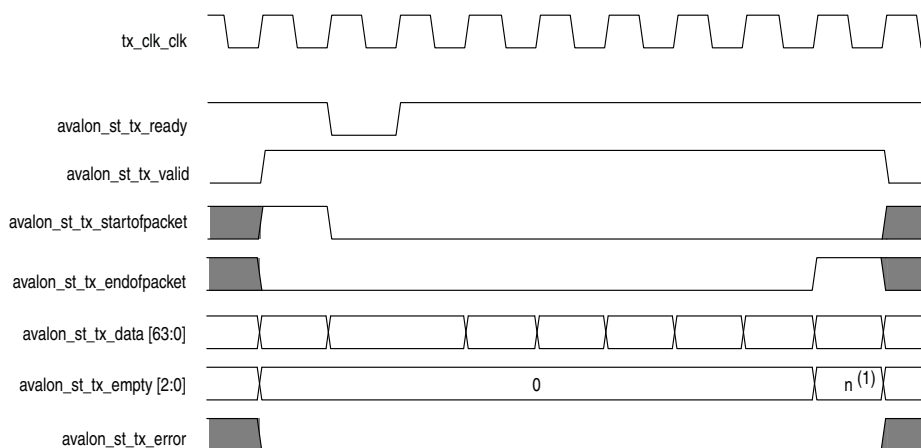 tx_clk_clk
avalon_st_tx_ready
avalon_st_tx_valid
avalon_st_tx_startofpacket
avalon_st_tx_endofpacket
avalon_st_tx_data [63:0]
avalon_st_tx_empty [2:0] 0 n (1)
avalon_st_tx_error